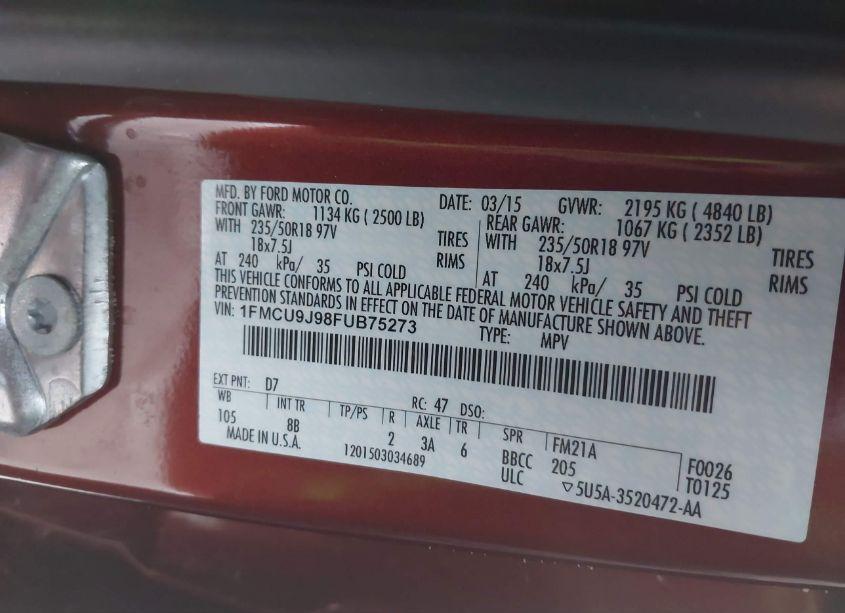 MFD. BY FORD MOTOR CO. DATE: 03/15 GVWR: 2195 KG ( 4840 LB)
FRONT GAWR: 1134 KG ( 2500 LB) REAR GAWR: 1067 KG ( 2352 LB)
WITH 235/50R18 97V TIRES WITH 235/50R18 97V TIRES
18x7.5J RIMS 18x7.5J RIMS
AT 240 kPa/ 35 PSI COLD AT 240 kPa/ 35 PSI COLD
THIS VEHICLE CONFORMS TO ALL APPLICABLE FEDERAL MOTOR VEHICLE SAFETY AND THEFT
PREVENTION STANDARDS IN EFFECT ON THE DATE OF MANUFACTURE SHOWN ABOVE.
VIN: 1FMCU9J98FUB75273 TYPE: MPV
EXT PNT: D7 RC: 47 DSO:
WB INT TR TP/PS R AXLE TR SPR FM21A F0026
105 8B 2 3A 6 BBCC 205 T0125
MADE IN U.S.A. 1201503034689 ULC ▽5U5A-3520472-AA